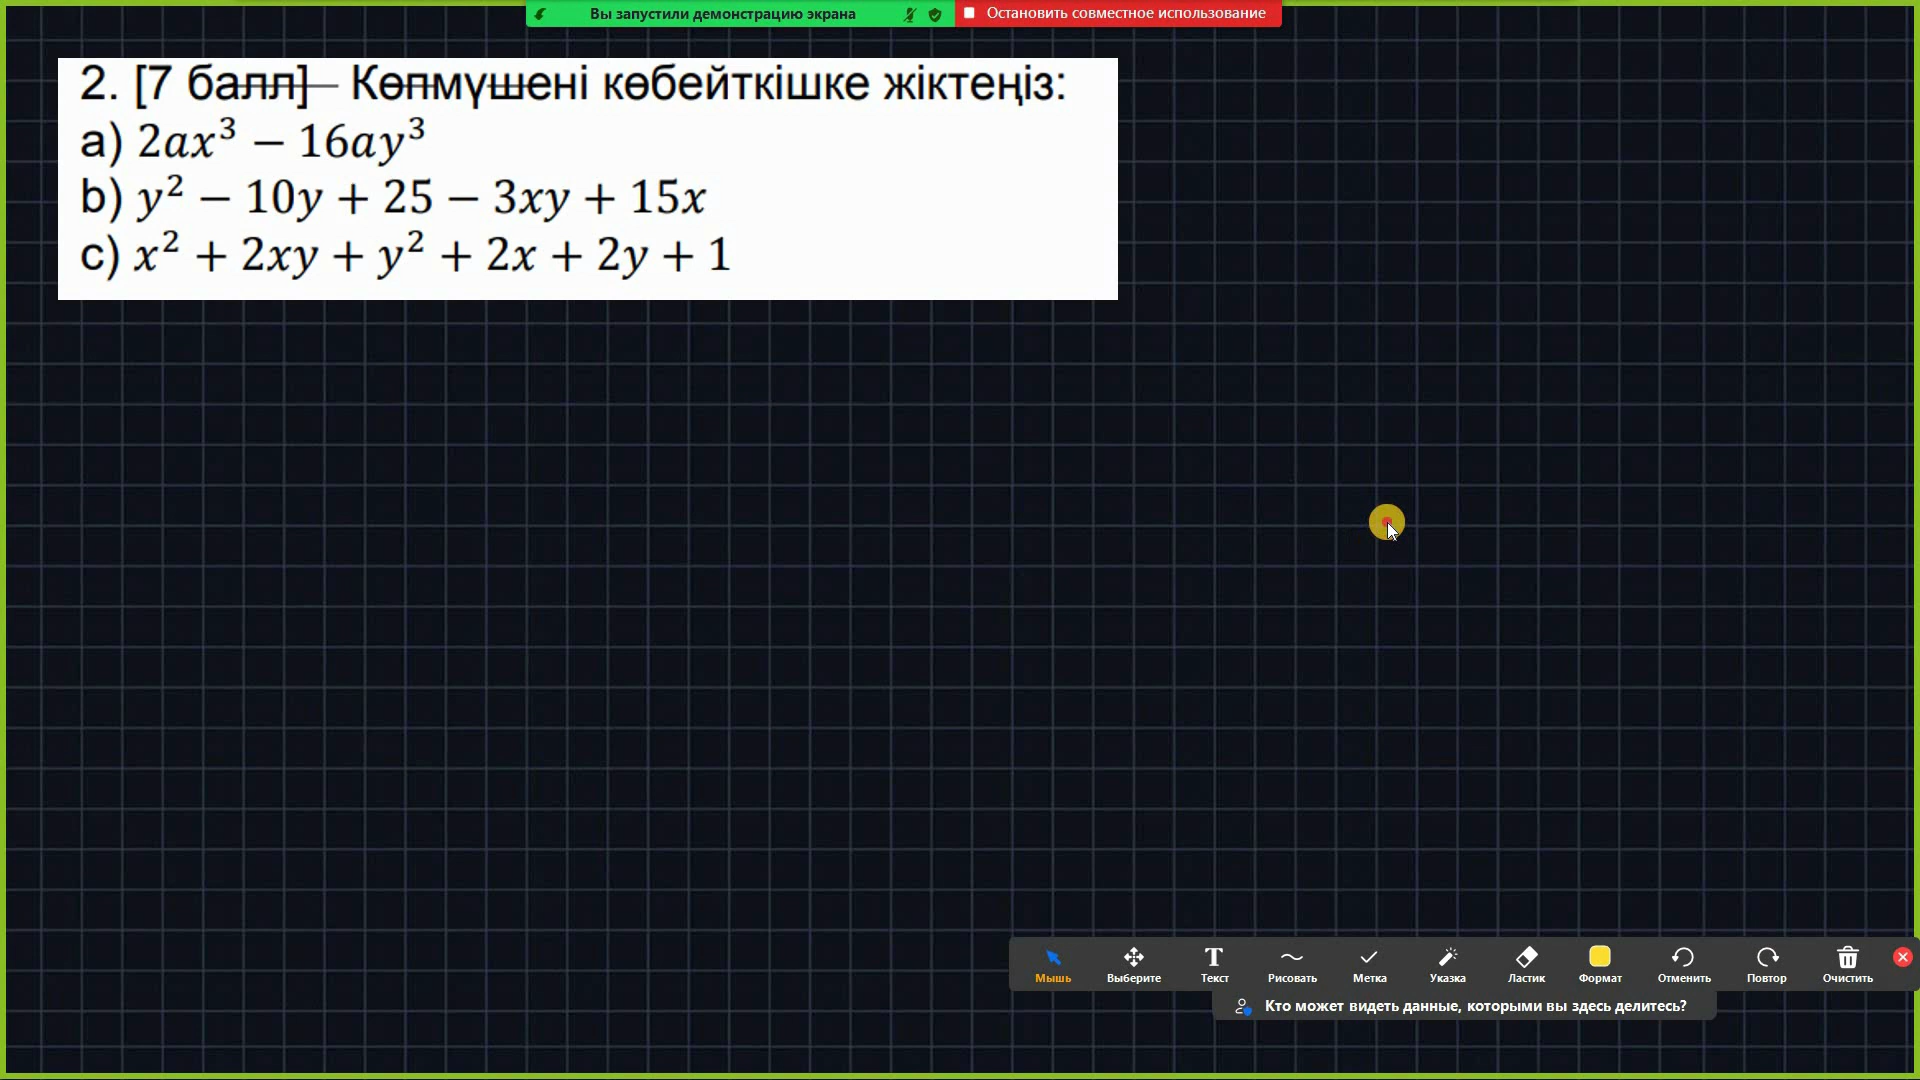 Вы запустили демонстрацию экрана
Остановить совместное использование
2. [7 балл] Көпмүшені көбейткішке жіктеңіз:
a) 2ax³ − 16ay³
b) y² − 10y + 25 − 3xy + 15x
c) x² + 2xy + y² + 2x + 2y + 1
Мышь Выберите Текст Рисовать Метка Указка Ластик Формат Отменить Повтор Очистить
Кто может видеть данные, которыми вы здесь делитесь?